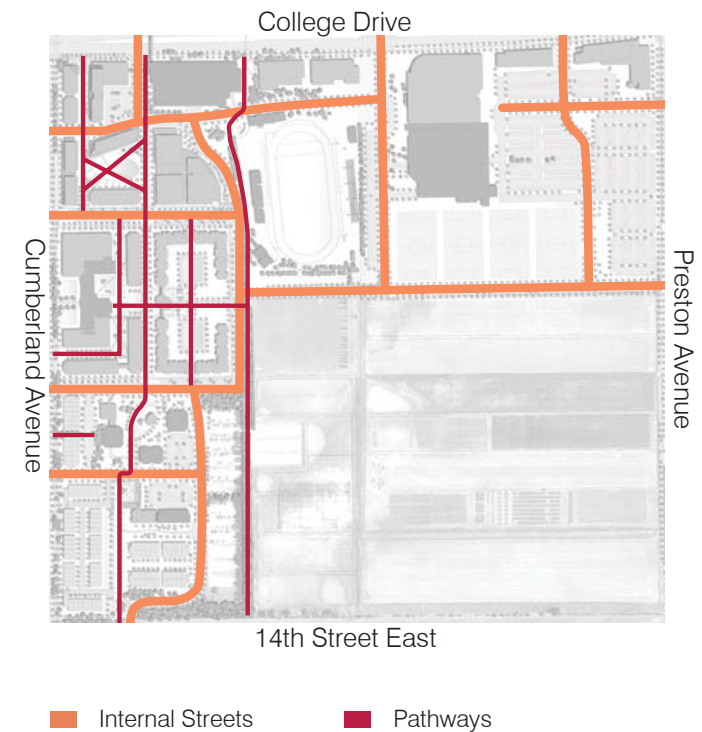 College Drive
Cumberland Avenue
Preston Avenue
14th Street East
Internal Streets
Pathways